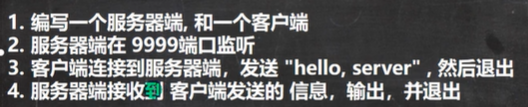 1. 编写一个服务器端, 和一个客户端
2. 服务器端在 9999端口监听
3. 客户端连接到服务器端，发送 "hello, server" , 然后退出
4. 服务器端接收到 客户端发送的 信息，输出，并退出